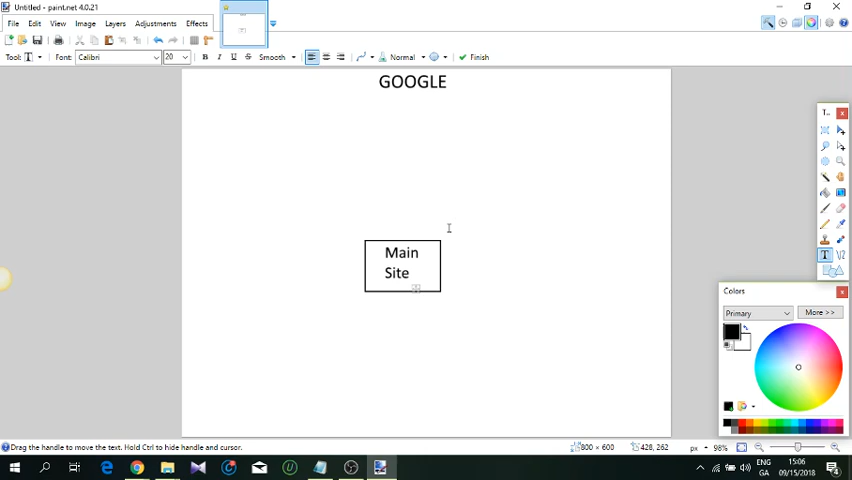 Untitled - paint.net 4.0.21
File Edit View Image Layers Adjustments Effects
Tool: T Font: Calibri 20 B I U S Smooth Normal Finish
GOOGLE
Main
Site
T...
Colors
Primary More >>
Drag the handle to move the text. Hold Ctrl to hide handle and cursor. 800 × 600 428, 262 px 98%
ENG 15:06
GA 09/15/2018